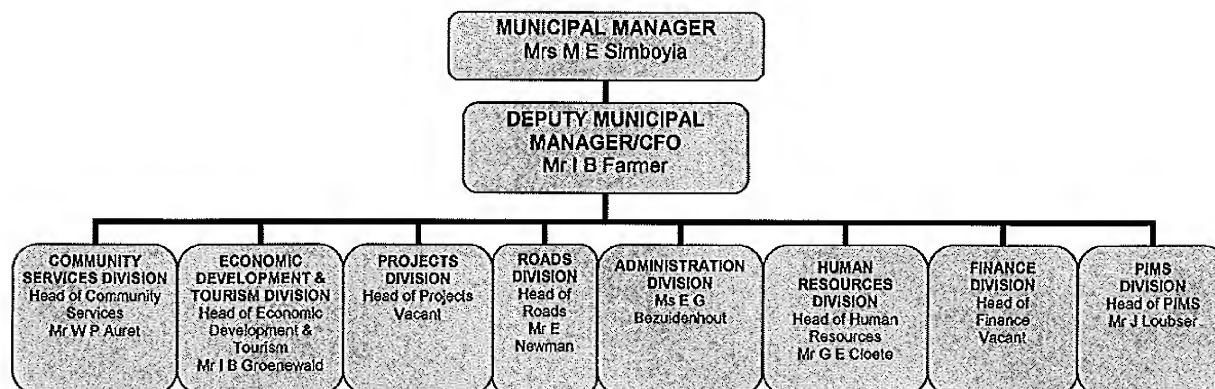 MUNICIPAL MANAGER
Mrs M E Simboyia
DEPUTY MUNICIPAL
MANAGER/CFO
Mr I B Farmer
COMMUNITY
SERVICES DIVISION
Head of Community
Services
Mr W P Auret
ECONOMIC
DEVELOPMENT &
TOURISM DIVISION
Head of Economic
Development &
Tourism
Mr I B Groenewald
PROJECTS
DIVISION
Head of Projects
Vacant
ROADS
DIVISION
Head of
Roads
Mr E
Newman
ADMINISTRATION
DIVISION
Ms E G
Bezuidenhout
HUMAN
RESOURCES
DIVISION
Head of Human
Resources
Mr G E Cloete
FINANCE
DIVISION
Head of
Finance
Vacant
PIMS
DIVISION
Head of PIMS
Mr J Loubser